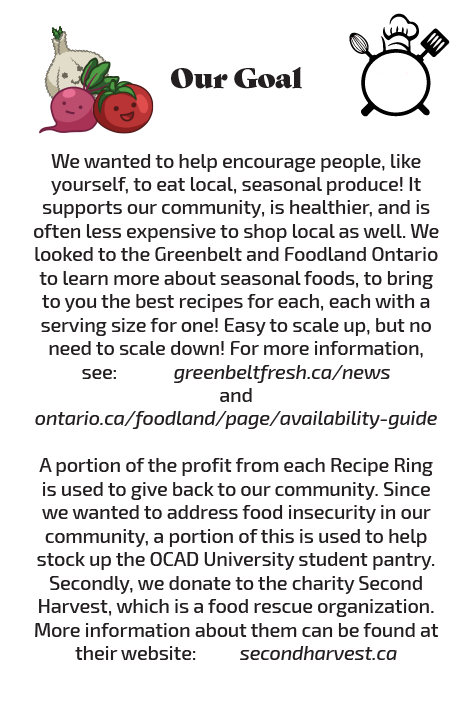 Our Goal
We wanted to help encourage people, like
yourself, to eat local, seasonal produce! It
supports our community, is healthier, and is
often less expensive to shop local as well. We
looked to the Greenbelt and Foodland Ontario
to learn more about seasonal foods, to bring
to you the best recipes for each, each with a
serving size for one! Easy to scale up, but no
need to scale down! For more information,
see: greenbeltfresh.ca/news
and
ontario.ca/foodland/page/availability-guide
A portion of the profit from each Recipe Ring
is used to give back to our community. Since
we wanted to address food insecurity in our
community, a portion of this is used to help
stock up the OCAD University student pantry.
Secondly, we donate to the charity Second
Harvest, which is a food rescue organization.
More information about them can be found at
their website: secondharvest.ca